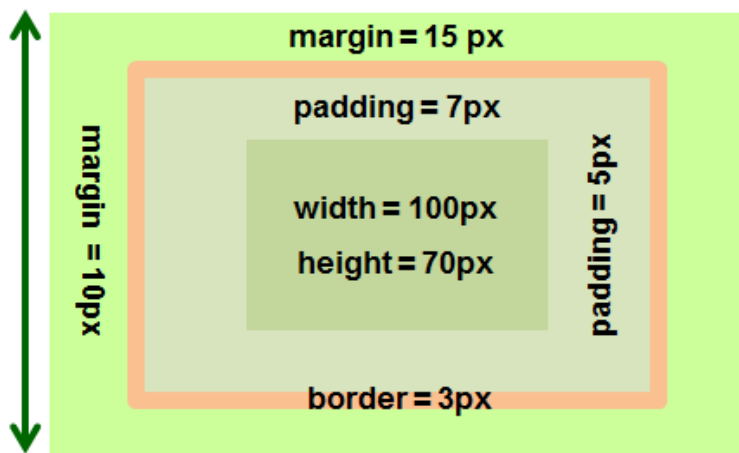 margin = 15 px
padding = 7px
margin = 10px
width = 100px
height = 70px
padding = 5px
border = 3px